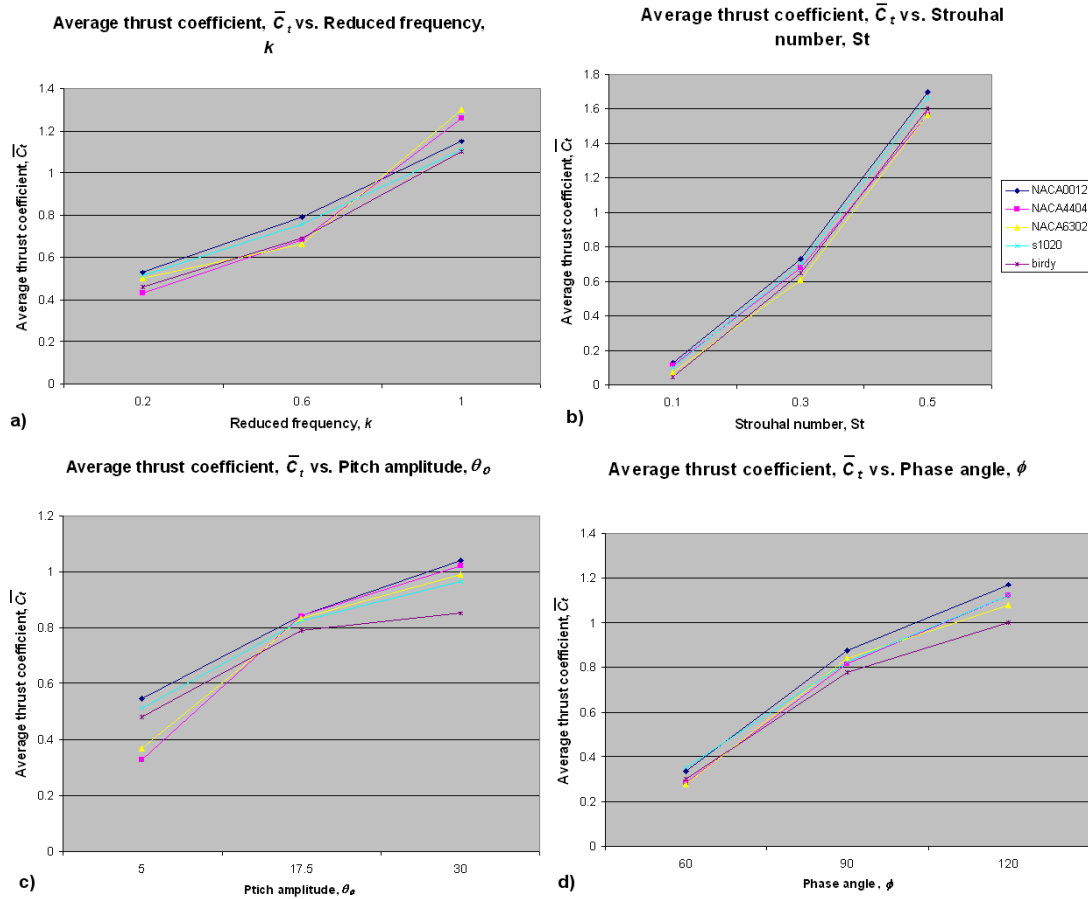 Average thrust coefficient, C̅ t vs. Reduced frequency,
k
Average thrust coefficient, C̅t
1.4
1.2
1
0.8
0.6
0.4
0.2
0
0.2 0.6 1
Reduced frequency, k
a)
Average thrust coefficient, C̅ t vs. Strouhal
number, St
Average thrust coefficient, C̅t
1.8
1.6
1.4
1.2
1
0.8
0.6
0.4
0.2
0
0.1 0.3 0.5
Strouhal number, St
b)
NACA0012
NACA4404
NACA6302
s1020
birdy
Average thrust coefficient, C̅ t vs. Pitch amplitude, θo
Average thrust coefficient, C̅t
1.2
1
0.8
0.6
0.4
0.2
0
5 17.5 30
Ptich amplitude, θo
c)
Average thrust coefficient, C̅ t vs. Phase angle, ϕ
Average thrust coefficient, C̅t
1.4
1.2
1
0.8
0.6
0.4
0.2
0
60 90 120
Phase angle , ϕ
d)